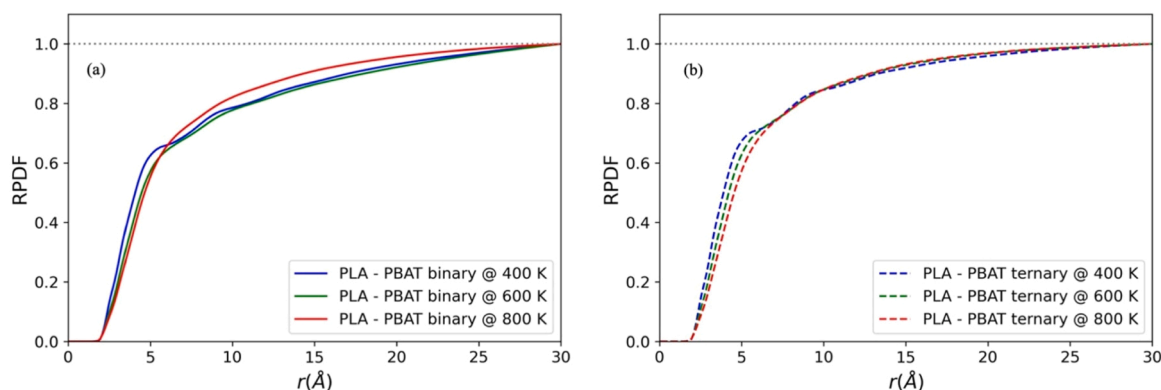 (a)
RPDF
1.0
0.8
0.6
0.4
0.2
0.0
PLA - PBAT binary @ 400 K
PLA - PBAT binary @ 600 K
PLA - PBAT binary @ 800 K
0 5 10 15 20 25 30
r(Å)
(b)
RPDF
1.0
0.8
0.6
0.4
0.2
0.0
PLA - PBAT ternary @ 400 K
PLA - PBAT ternary @ 600 K
PLA - PBAT ternary @ 800 K
0 5 10 15 20 25 30
r(Å)